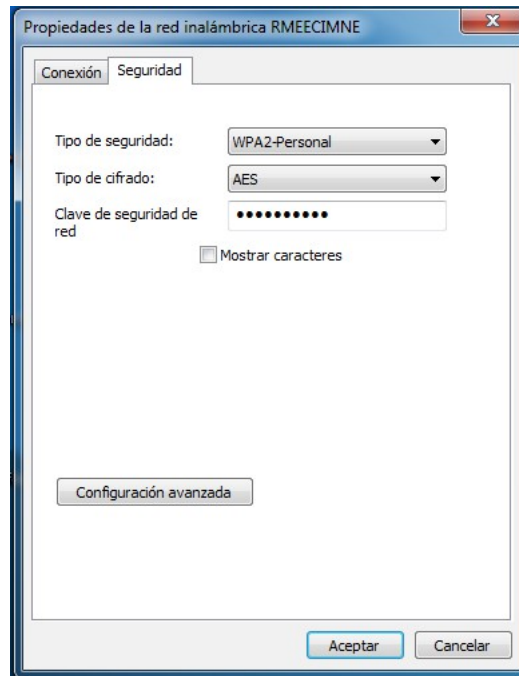 Propiedades de la red inalámbrica RMEECIMNE
Conexión
Seguridad
Tipo de seguridad:
WPA2-Personal
Tipo de cifrado:
AES
Clave de seguridad de
red
••••••••••
Mostrar caracteres
Configuración avanzada
Aceptar
Cancelar